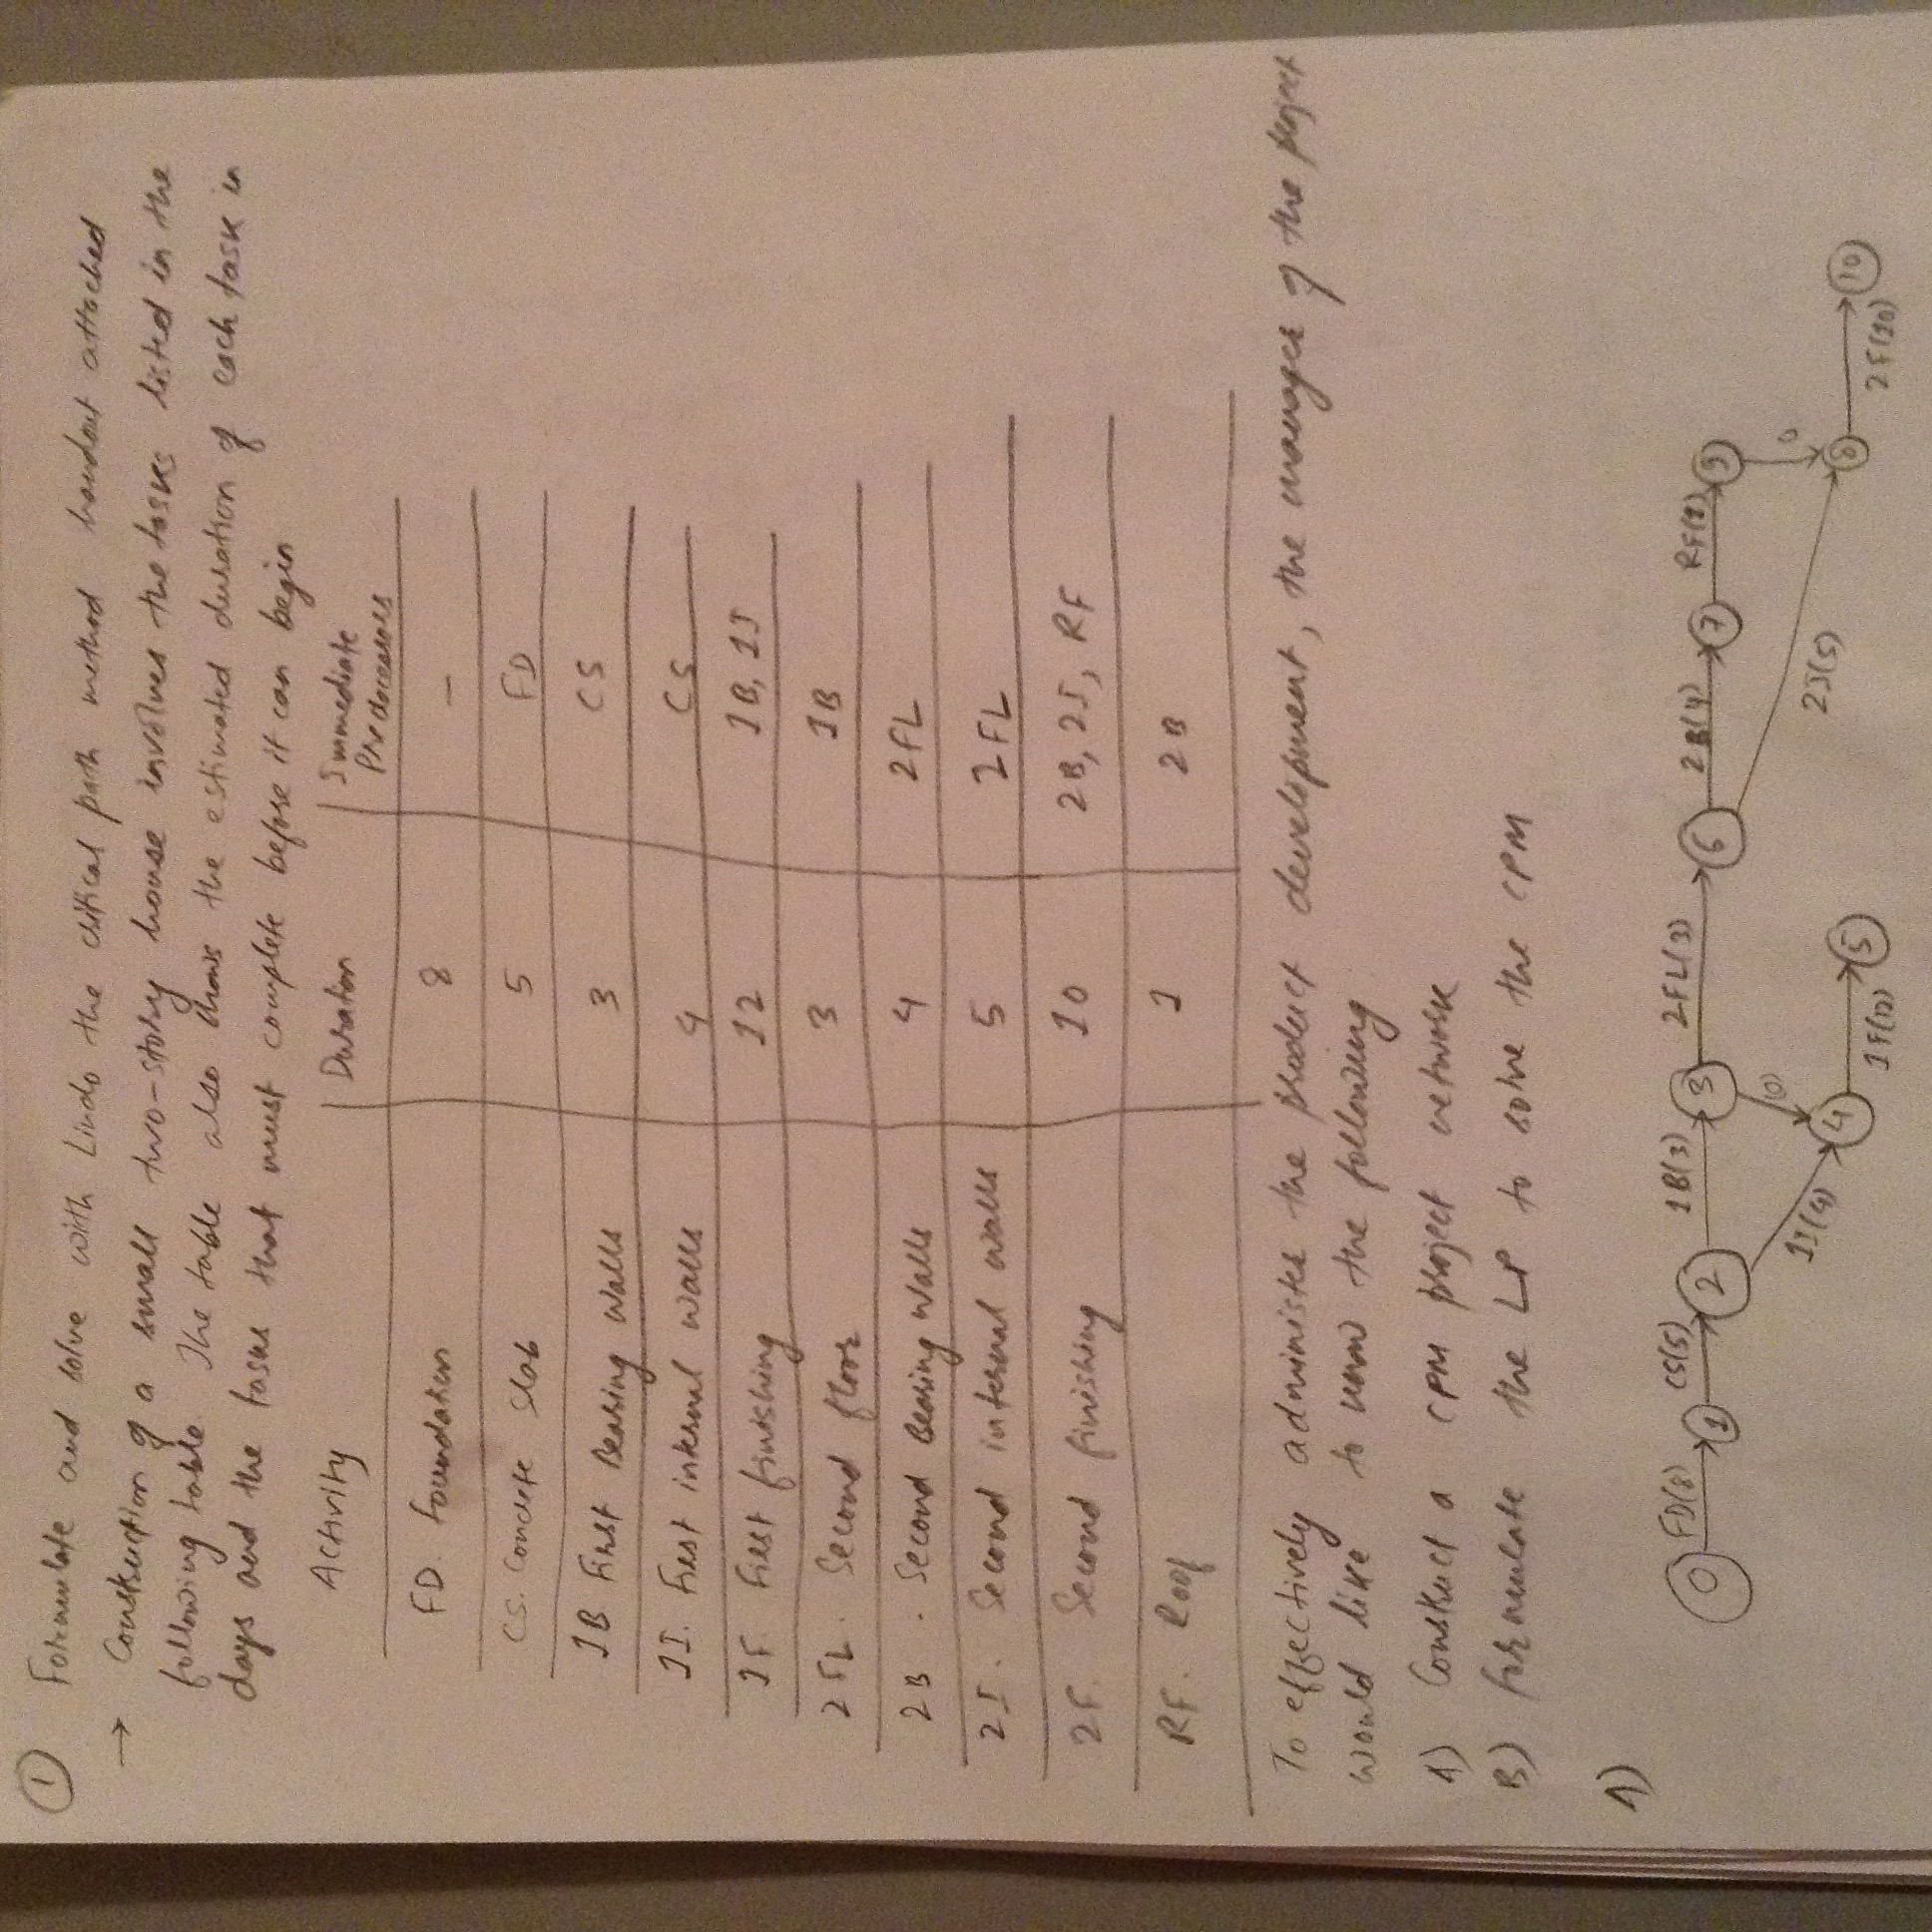 1 Formulate and solve with Lindo the critical path method handout attached
→ Construction of a small two-story house involves the tasks listed in the
following table. The table also shows the estimated duration of each task in
days and the tasks that must complete before it can begin
Activity Duration Immediate
Predocessors
FD. foundation 8 —
CS. Concrete Slab 5 FD
1B First Bearing Walls 3 CS
1I. First internal walls 4 CS
1F. First finishing 12 1B, 1I
2FL. Second floor 3 1B
2B. Second Bearing Walls 4 2FL
2I. Second internal walls 5 2FL
2F. Second finishing 10 2B, 2I, RF
RF. Roof 1 2B
To effectively administer the product development, the manager of the project
would like to know the following
A) Construct a CPM project network
B) formulate the LP to solve the CPM
A)
FD(8) CS(5) 1B(3) 2FL(3) 2B(4) RF(1)
0 1 2 3 6 7 9
(0) 0
1I(4) 2I(5)
4 5 8 10
1F(12) 2F(10)